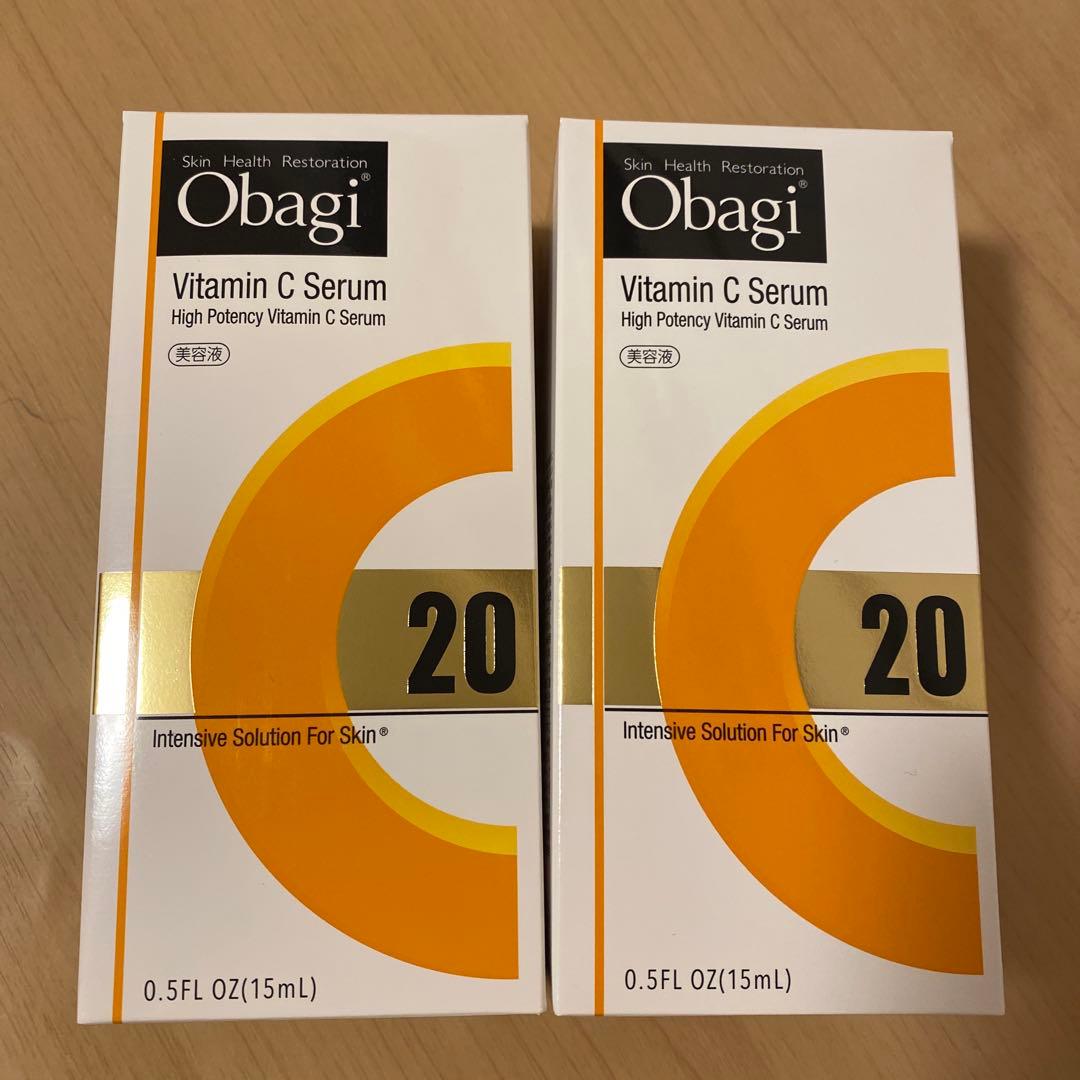 Skin Health Restoration
Obagi®
Vitamin C Serum
High Potency Vitamin C Serum
美容液
20
Intensive Solution For Skin®
0.5FL OZ(15mL)
Skin Health Restoration
Obagi®
Vitamin C Serum
High Potency Vitamin C Serum
美容液
20
Intensive Solution For Skin®
0.5FL OZ(15mL)